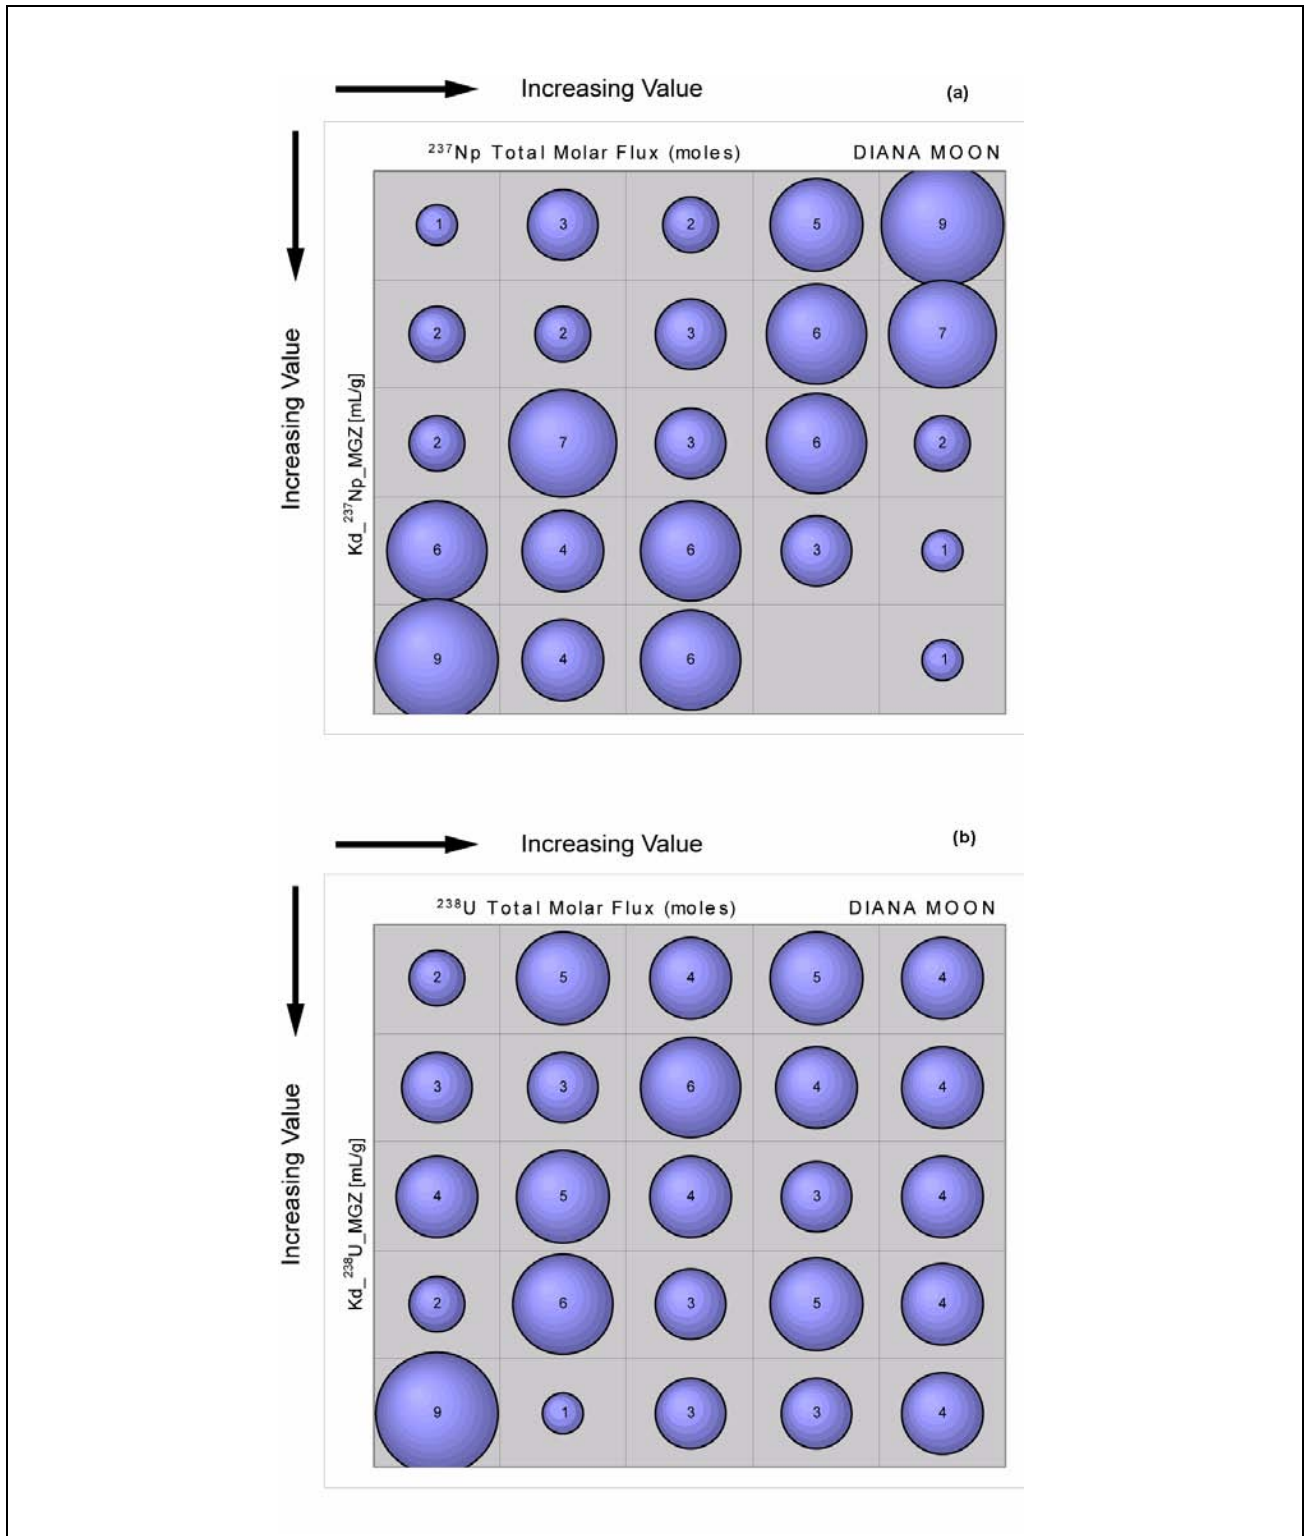 Increasing Value (a)
Increasing Value
237Np Total Molar Flux (moles) DIANA MOON
Kd_237Np_MGZ [mL/g]
1 3 2 5 9
2 2 3 6 7
2 7 3 6 2
6 4 6 3 1
9 4 6 1
Increasing Value (b)
Increasing Value
238U Total Molar Flux (moles) DIANA MOON
Kd_238U_MGZ [mL/g]
2 5 4 5 4
3 3 6 4 4
4 5 4 3 4
2 6 3 5 4
9 1 3 3 4